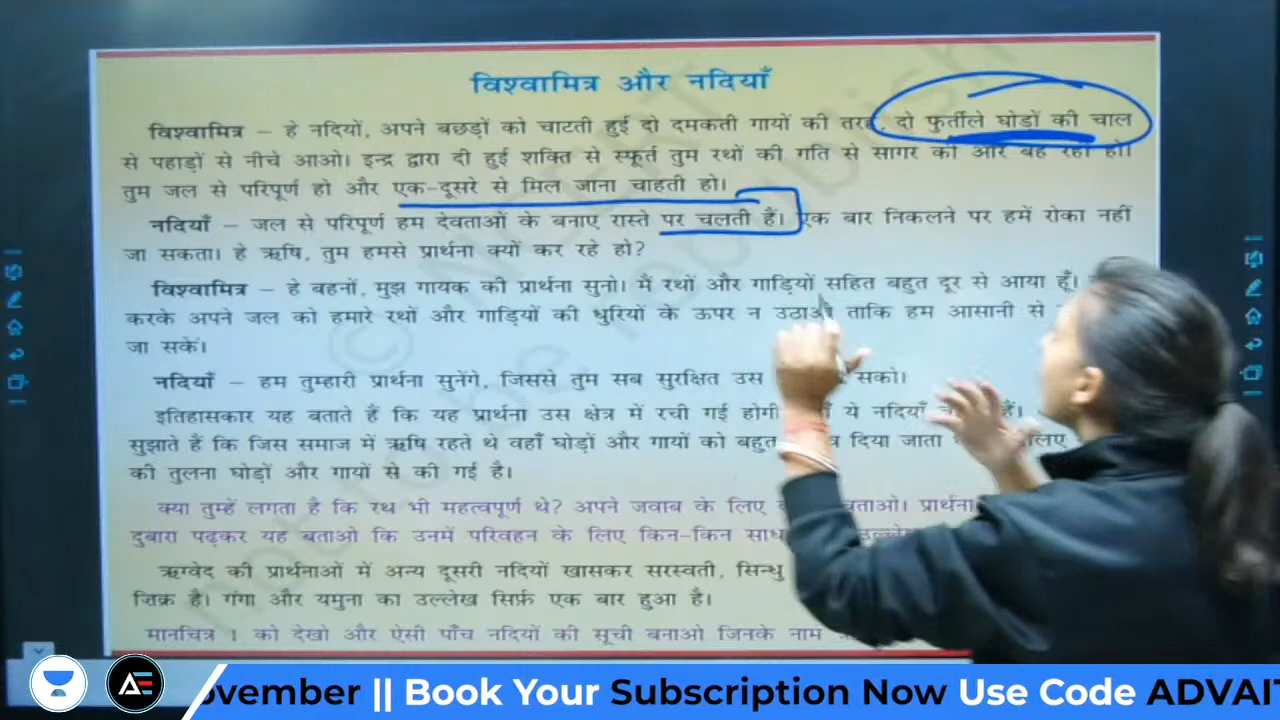 विश्वामित्र और नदियाँ
विश्वामित्र – हे नदियों, अपने बछड़ों को चाटती हुई दो दमकती गायों की तरह, दो फुर्तीले घोड़ों की चाल
से पहाड़ों से नीचे आओ। इन्द्र द्वारा दी हुई शक्ति से स्फूर्त तुम रथों की गति से सागर की ओर बह रही हो।
तुम जल से परिपूर्ण हो और एक-दूसरे से मिल जाना चाहती हो।
नदियाँ – जल से परिपूर्ण हम देवताओं के बनाए रास्ते पर चलती हैं। एक बार निकलने पर हमें रोका नहीं
जा सकता। हे ऋषि, तुम हमसे प्रार्थना क्यों कर रहे हो?
विश्वामित्र – हे बहनों, मुझ गायक की प्रार्थना सुनो। मैं रथों और गाड़ियों सहित बहुत दूर से आया हूँ।
करके अपने जल को हमारे रथों और गाड़ियों की धुरियों के ऊपर न उठाओ ताकि हम आसानी से
जा सकें।
नदियाँ – हम तुम्हारी प्रार्थना सुनेंगे, जिससे तुम सब सुरक्षित उस सको।
इतिहासकार यह बताते हैं कि यह प्रार्थना उस क्षेत्र में रची गई होगी ये नदियाँ हैं।
सुझाते हैं कि जिस समाज में ऋषि रहते थे वहाँ घोड़ों और गायों को बहुत दिया जाता
की तुलना घोड़ों और गायों से की गई है।
क्या तुम्हें लगता है कि रथ भी महत्वपूर्ण थे? अपने जवाब के लिए बताओ।
दुबारा पढ़कर यह बताओ कि उनमें परिवहन के लिए किन-किन
ऋग्वेद की प्रार्थनाओं में अन्य दूसरी नदियों खासकर सरस्वती, सिन्धु
ज़िक्र है। गंगा और यमुना का उल्लेख सिर्फ़ एक बार हुआ है।
मानचित्र 1 को देखो और ऐसी पाँच नदियों की सूची बनाओ जिनके नाम
ovember || Book Your Subscription Now Use Code ADVAIT